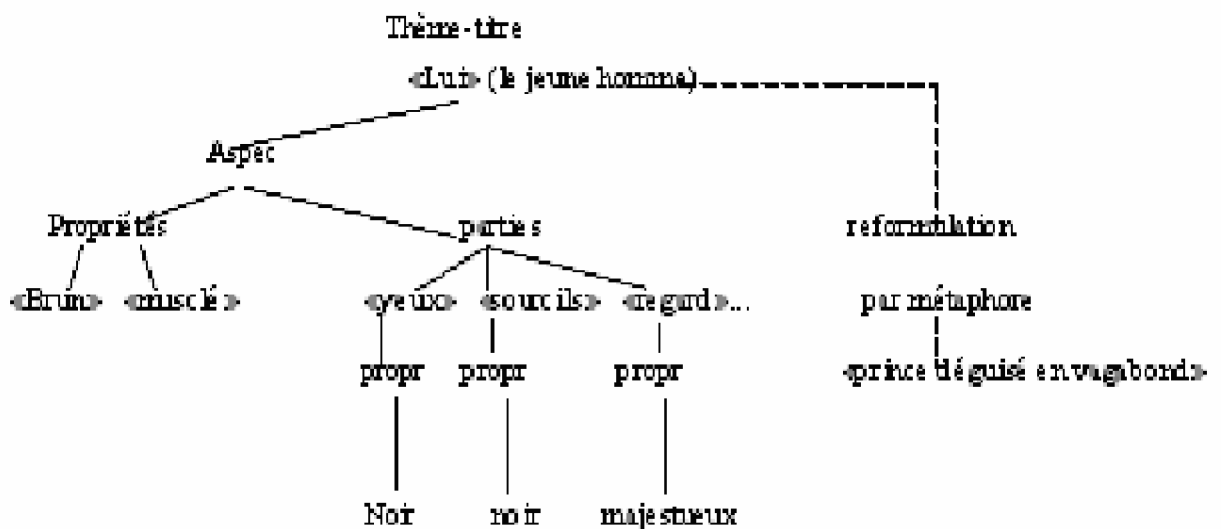 Thème-titre
«Lui» (le jeune homme)
Aspec
Propriétés parties reformulation
«Brun» «musclé» «yeux» «sourcils» «regard»... par métaphore
propr propr propr «prince déguisé en vagabond»
Noir noir majestueux